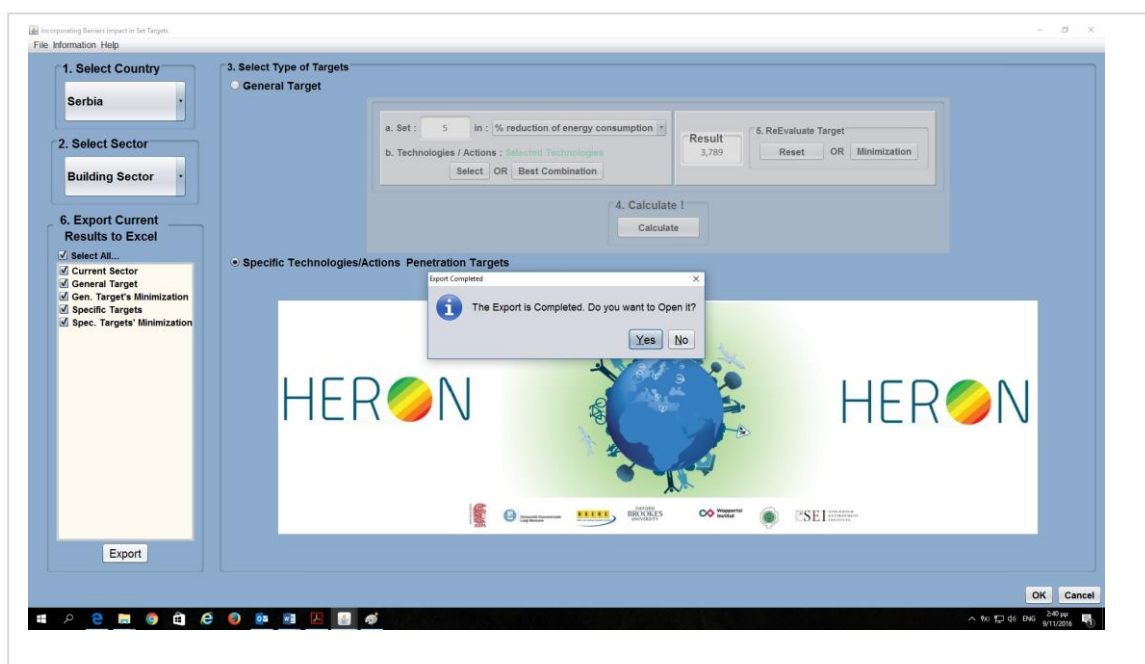 Incorporating Barriers Impact in Set Targets
File Information Help
1. Select Country
Serbia
2. Select Sector
Building Sector
6. Export Current
Results to Excel
Select All...
Current Sector
General Target
Gen. Target's Minimization
Specific Targets
Spec. Targets' Minimization
Export
3. Select Type of Targets
General Target
a. Set : 5 in : % reduction of energy consumption
b. Technologies / Actions : Selected Technologies
Select OR Best Combination
Result
3,789
5. ReEvaluate Target
Reset OR Minimization
4. Calculate !
Calculate
Specific Technologies/Actions Penetration Targets
Export Completed
The Export is Completed. Do you want to Open it?
Yes No
HERON
HERON
OXFORD
BROOKES
UNIVERSITY
Wuppertal
Institut
SEI
OK Cancel
ENG
2:40 μμ
9/11/2016